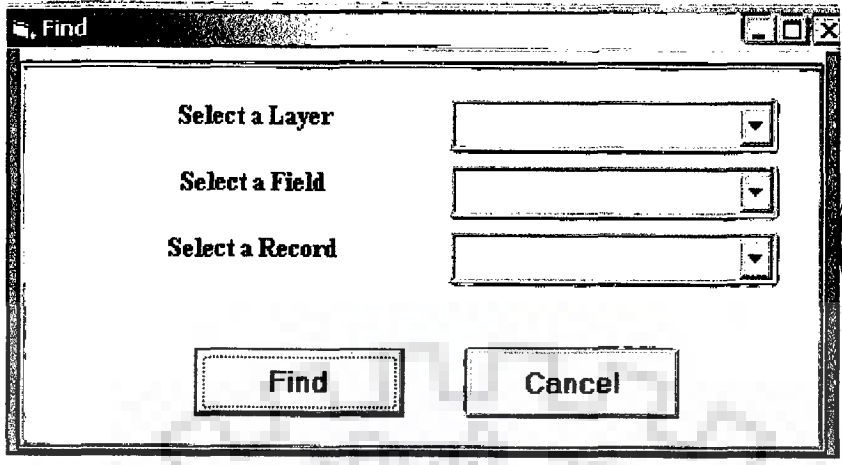 Find
Select a Layer
Select a Field
Select a Record
Find Cancel